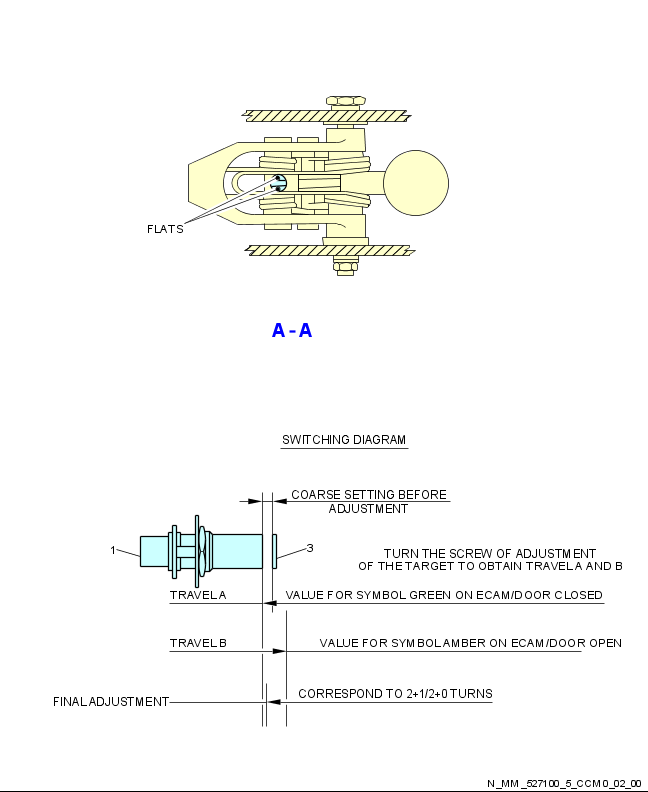 FLATS
A-A
SWITCHING DIAGRAM
COARSE SETTING BEFORE
ADJUSTMENT
1
3
TURN THE SCREW OF ADJUSTMENT
OF THE TARGET TO OBTAIN TRAVEL A AND B
TRAVEL A
VALUE FOR SYMBOL GREEN ON ECAM/DOOR CLOSED
TRAVEL B
VALUE FOR SYMBOL AMBER ON ECAM/DOOR OPEN
FINAL ADJUSTMENT
CORRESPOND TO 2+1/2+0 TURNS
N_MM_527100_5_CCM0_02_00